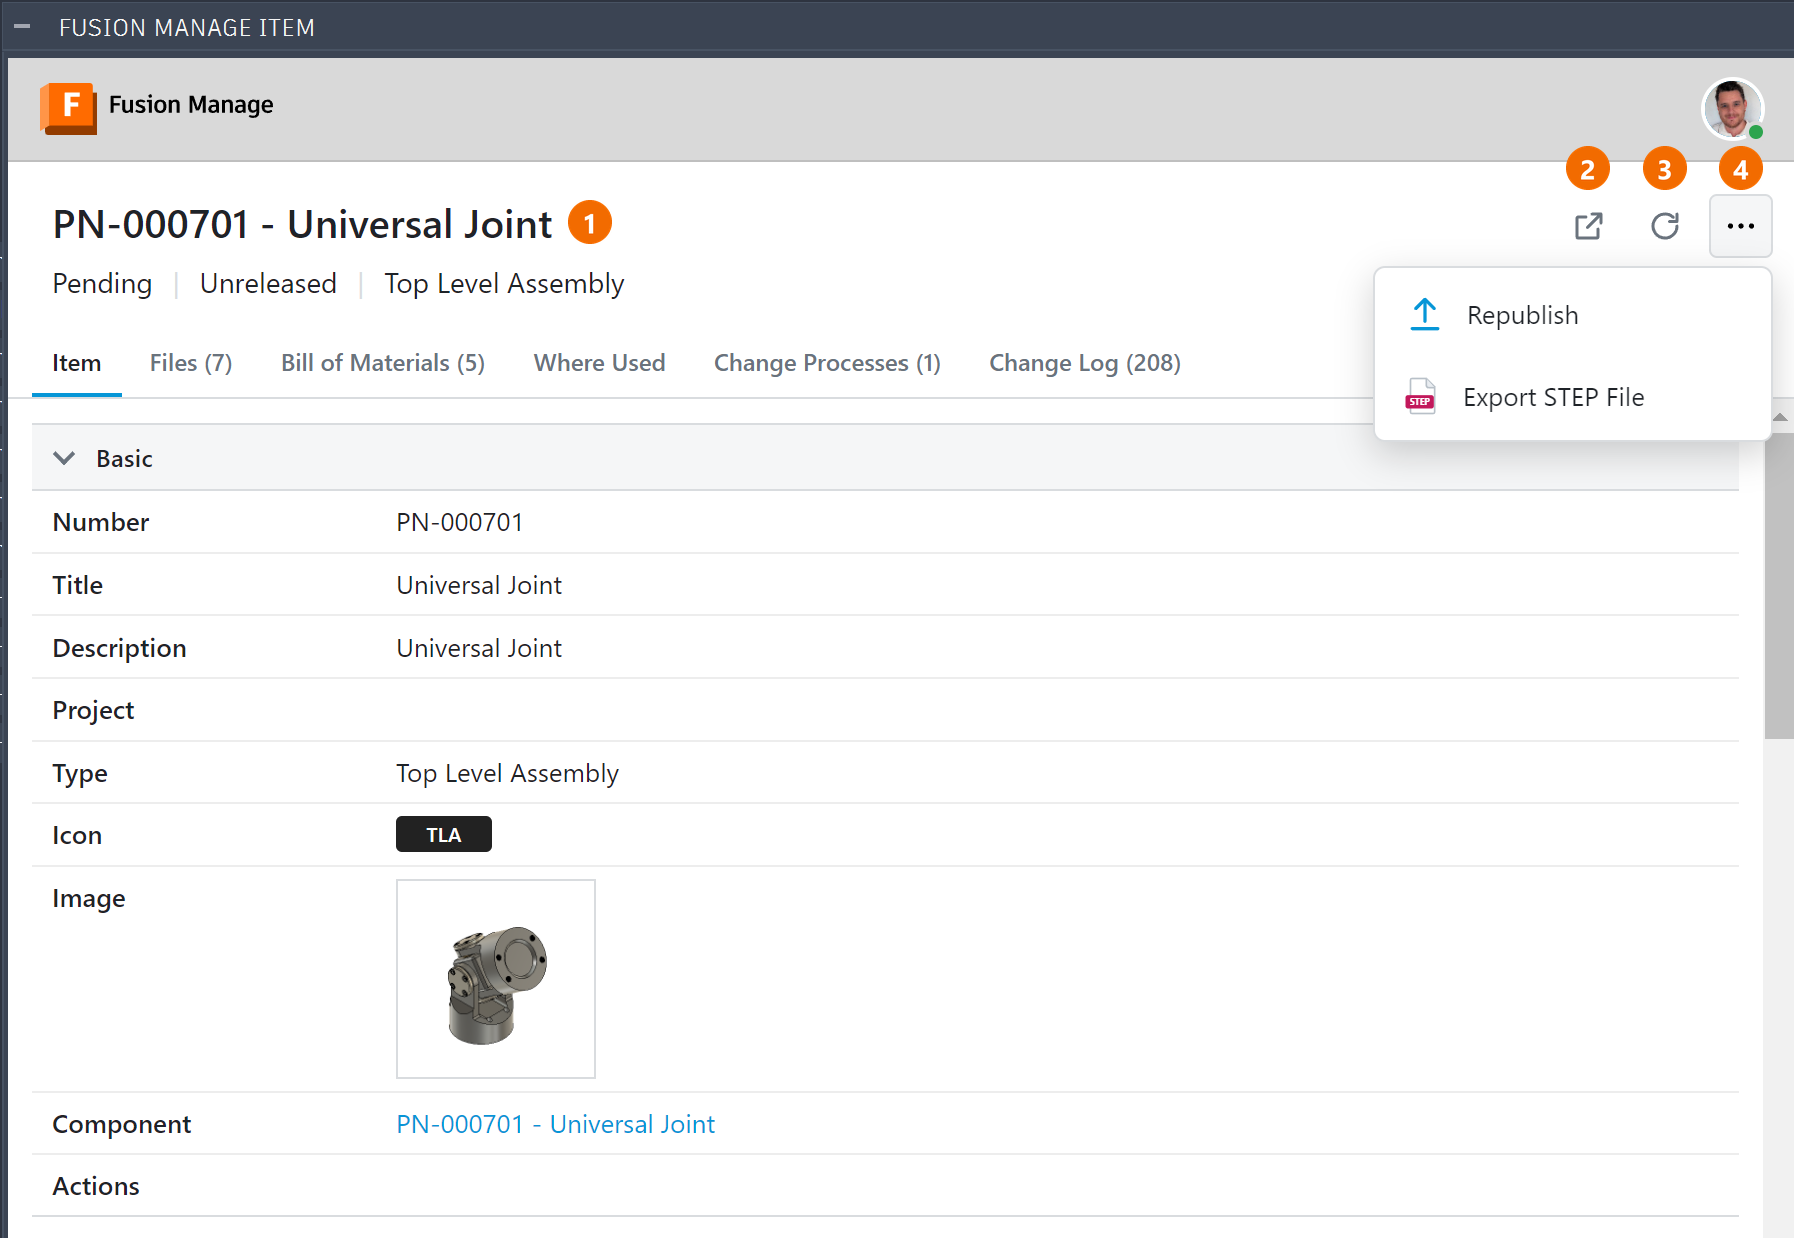 FUSION MANAGE ITEM
F Fusion Manage
2 3 4
PN-000701 - Universal Joint 1
Pending | Unreleased | Top Level Assembly
Republish
Export STEP File
STEP
Item Files (7) Bill of Materials (5) Where Used Change Processes (1) Change Log (208)
Basic
Number PN-000701
Title Universal Joint
Description Universal Joint
Project
Type Top Level Assembly
Icon TLA
Image
Component PN-000701 - Universal Joint
Actions